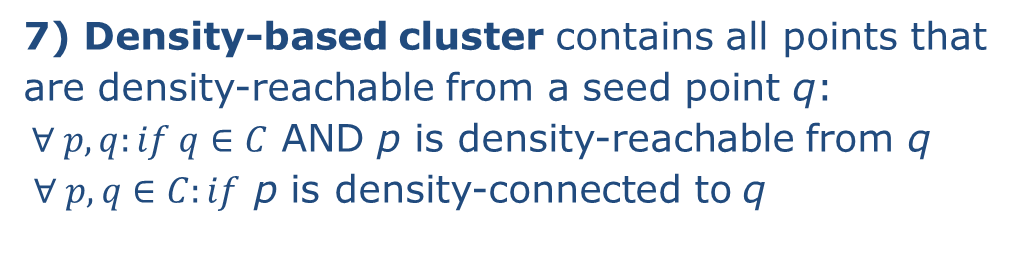 7) Density-based cluster contains all points that
are density-reachable from a seed point q:
∀ p, q: if q ∈ C AND p is density-reachable from q
∀ p, q ∈ C: if p is density-connected to q